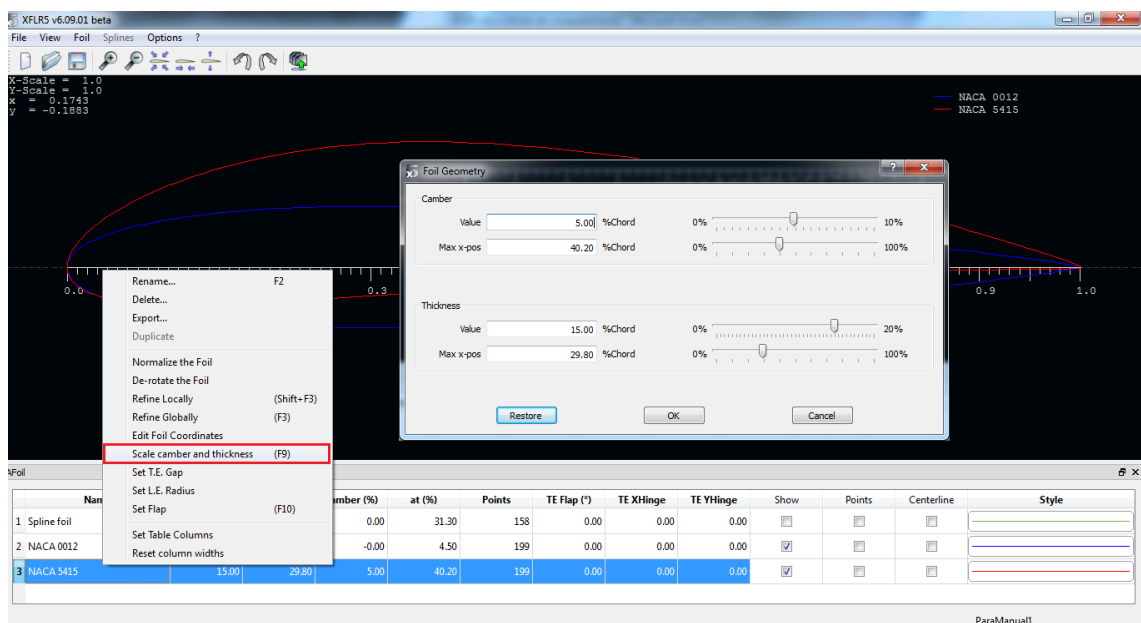 XFLR5 v6.09.01 beta
File View Foil Splines Options ?
X-Scale = 1.0
Y-Scale = 1.0
x = 0.1743
y = -0.1883
NACA 0012
NACA 5415
0.0 0.3 0.9 1.0
Foil Geometry
Camber
Value 5.00 %Chord 0% 10%
Max x-pos 40.20 %Chord 0% 100%
Thickness
Value 15.00 %Chord 0% 20%
Max x-pos 29.80 %Chord 0% 100%
Restore OK Cancel
Rename... F2
Delete...
Export...
Duplicate
Normalize the Foil
De-rotate the Foil
Refine Locally (Shift+F3)
Refine Globally (F3)
Edit Foil Coordinates
Scale camber and thickness (F9)
Set T.E. Gap
Set L.E. Radius
Set Flap (F10)
Set Table Columns
Reset column widths
AFoil
Nam amber (%) at (%) Points TE Flap (°) TE XHinge TE YHinge Show Points Centerline Style
1 Spline foil 0.00 31.30 158 0.00 0.00 0.00
2 NACA 0012 -0.00 4.50 199 0.00 0.00 0.00
3 NACA 5415 15.00 29.80 5.00 40.20 199 0.00 0.00 0.00
ParaManual1